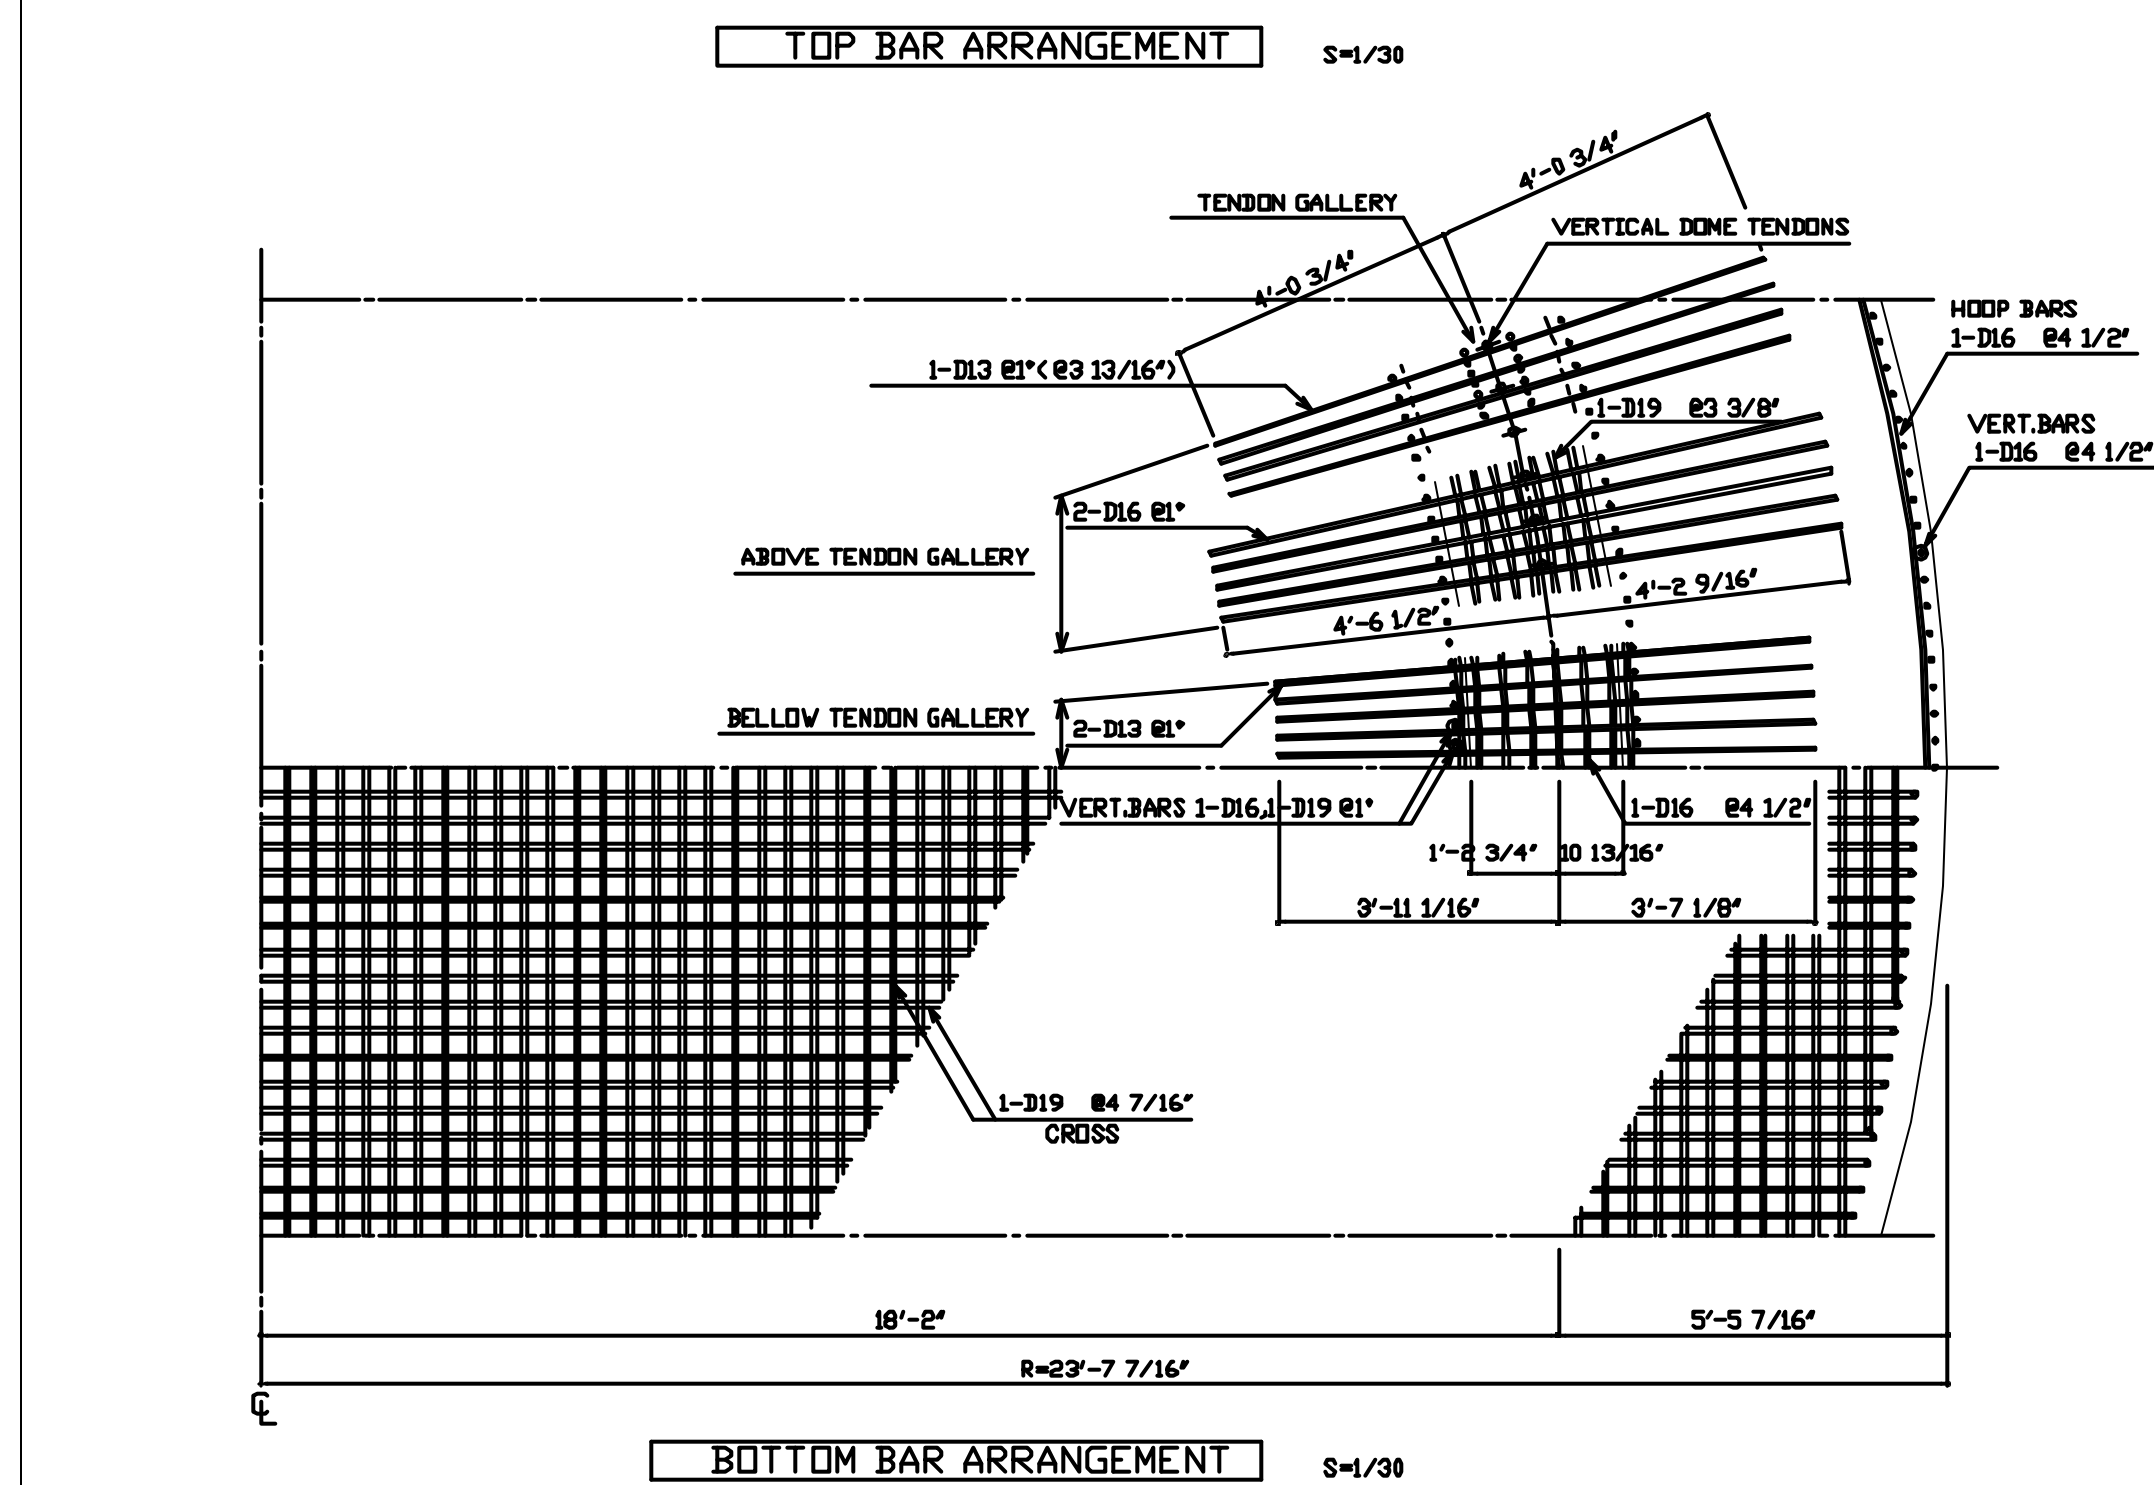 TOP BAR ARRANGEMENT S=1/30
4'-0 3/4"
TENDON GALLERY
VERTICAL DOME TENDONS
4'-0 3/4"
HOOP BARS
1-D16 @4 1/2"
1-D13 @1°( @3 13/16")
1-D19 @3 3/8"
VERT.BARS
1-D16 @4 1/2"
2-D16 @1°
ABOVE TENDON GALLERY
4'-2 9/16"
4'-6 1/2"
BELLOW TENDON GALLERY
2-D13 @1°
VERT.BARS 1-D16,1-D19 @1°
1-D16 @4 1/2"
1'-2 3/4" 10 13/16"
3'-11 1/16" 3'-7 1/8"
1-D19 @4 7/16"
CROSS
18'-2" 5'-5 7/16"
R=23'-7 7/16"
CL
BOTTOM BAR ARRANGEMENT S=1/30